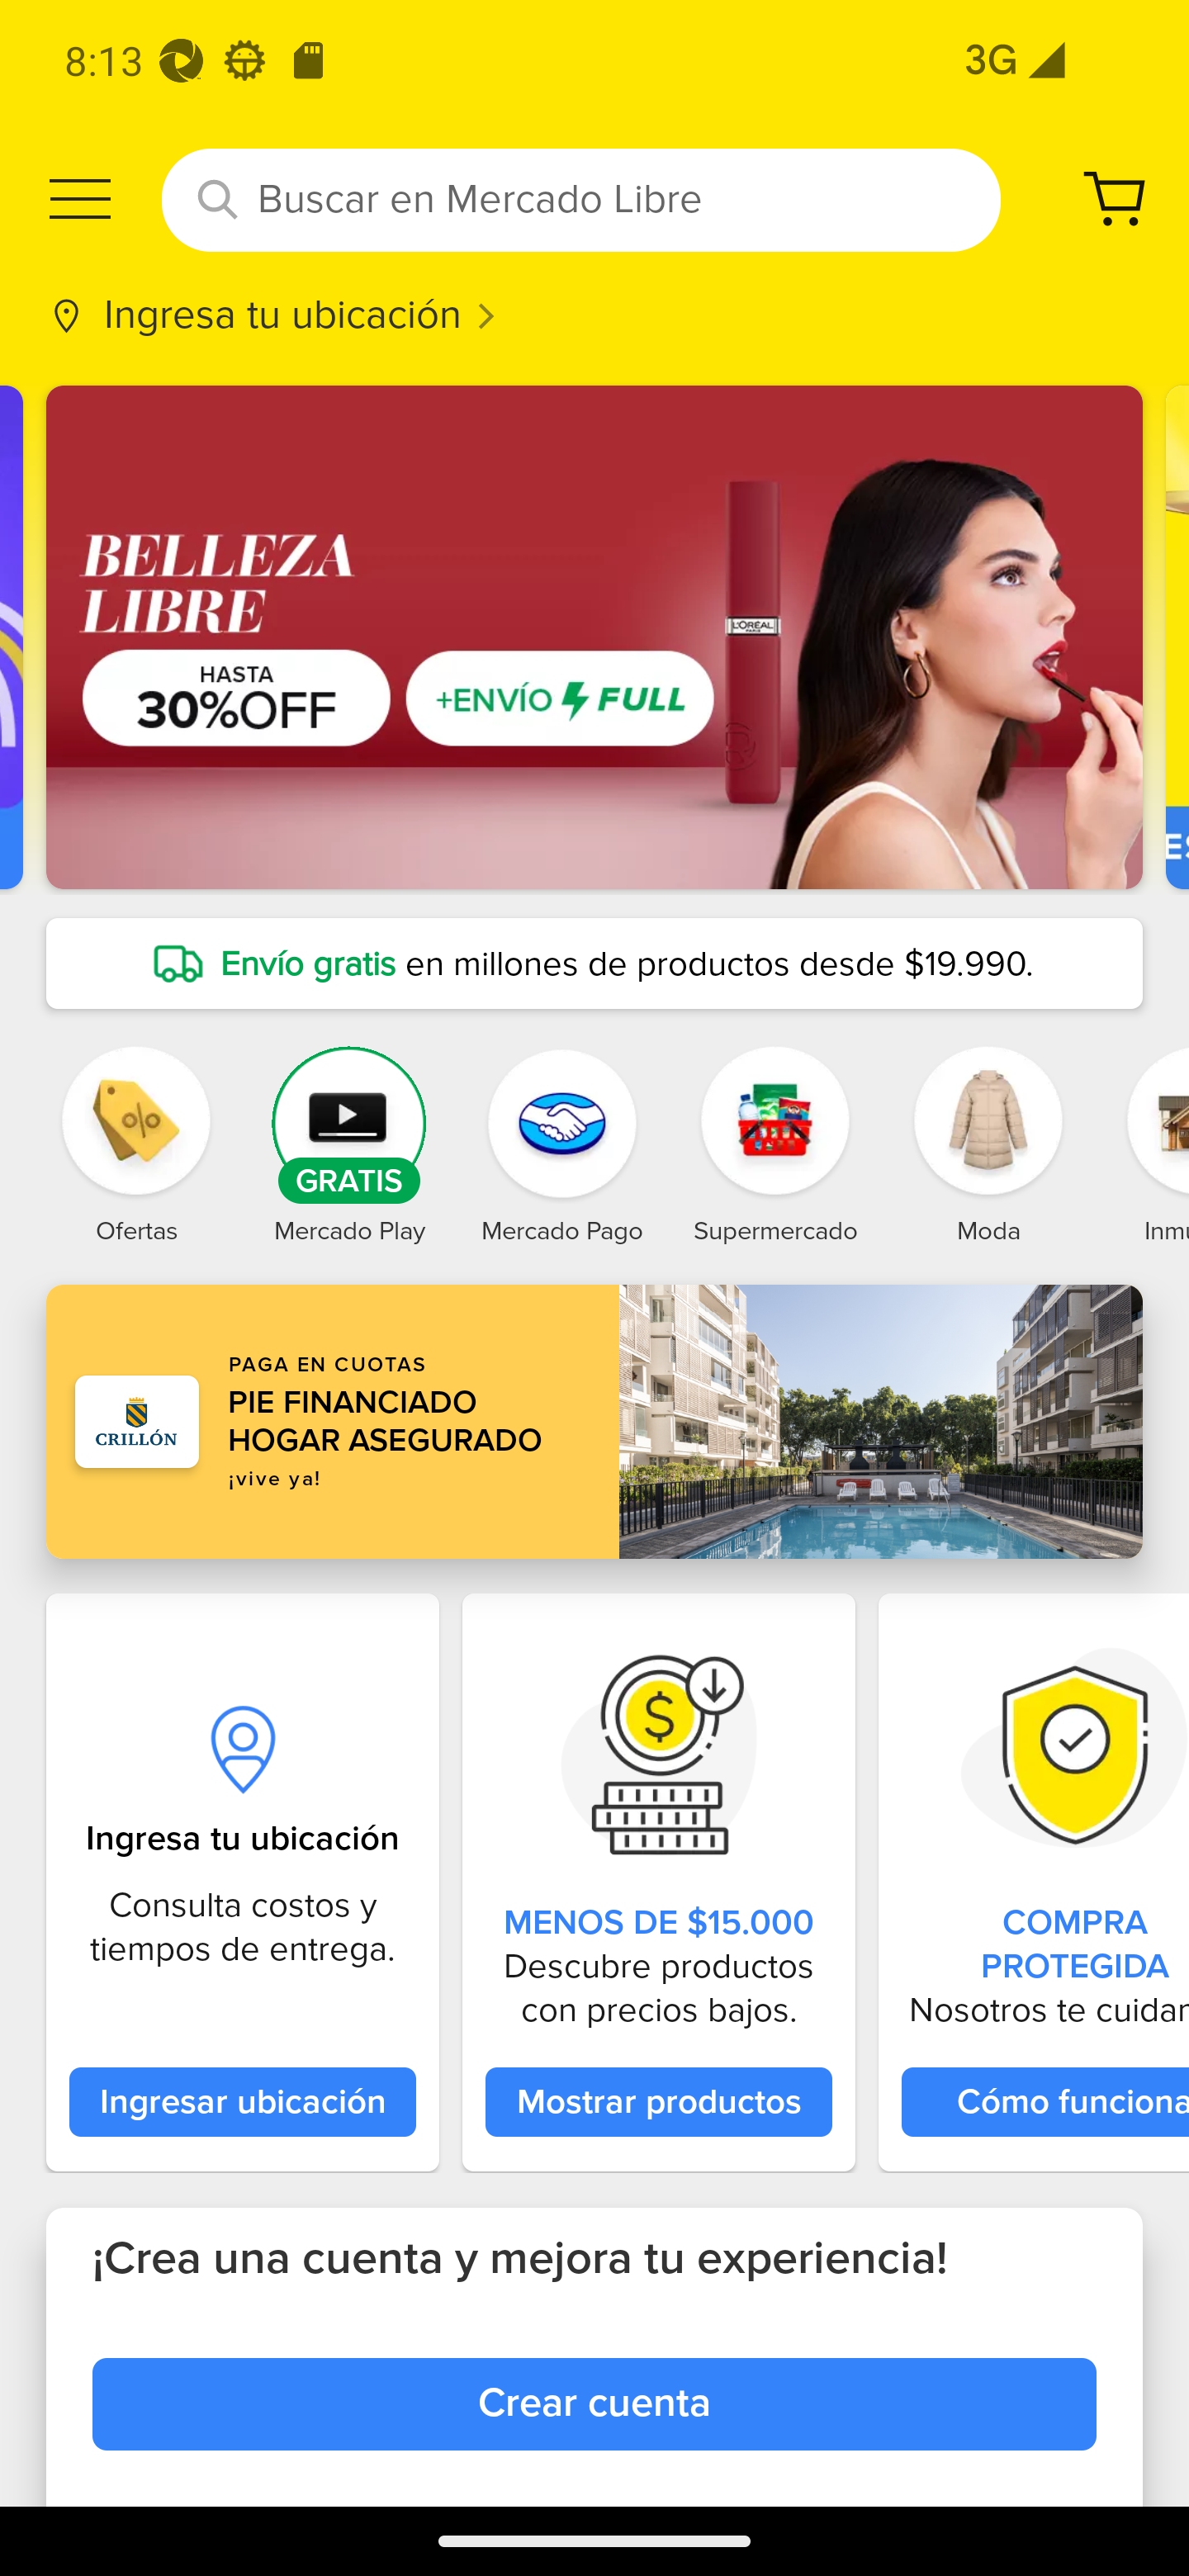 8:13
3G
Buscar en Mercado Libre
Ingresa tu ubicación
BELLEZA
LIBRE
HASTA
30%OFF
+ENVÍO FULL
L'ORÉAL
PARIS
Envío gratis en millones de productos desde $19.990.
GRATIS
Ofertas
Mercado Play
Mercado Pago
Supermercado
Moda
PAGA EN CUOTAS
PIE FINANCIADO
HOGAR ASEGURADO
¡vive ya!
CRILLÓN
Ingresa tu ubicación
Consulta costos y
tiempos de entrega.
Ingresar ubicación
MENOS DE $15.000
Descubre productos
con precios bajos.
Mostrar productos
COMPRA
PROTEGIDA
Nosotros te
Cómo funciona
¡Crea una cuenta y mejora tu experiencia!
Crear cuenta